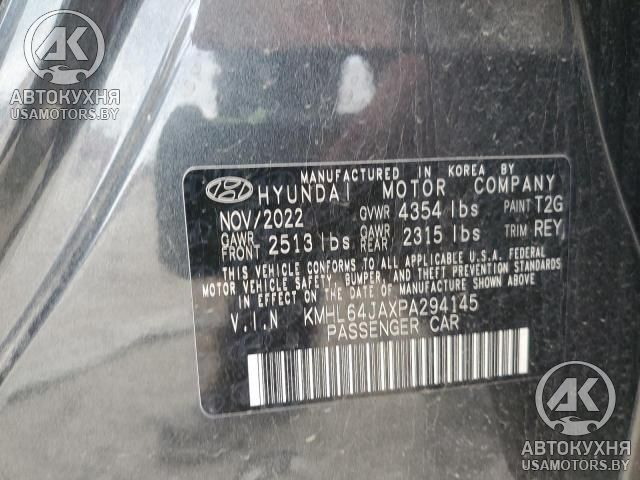 AK
АВТОКУХНЯ
USAMOTORS.BY
MANUFACTURED IN KOREA BY
HYUNDAI MOTOR COMPANY
NOV/2022 GVWR 4354 lbs PAINT T2G
GAWR FRONT 2513 lbs GAWR REAR 2315 lbs TRIM REY
THIS VEHICLE CONFORMS TO ALL APPLICABLE U.S.A. FEDERAL
MOTOR VEHICLE SAFETY, BUMPER, AND THEFT PREVENTION STANDARDS
IN EFFECT ON THE DATE OF MANUFACTURE SHOWN ABOVE.
V.I.N KMHL64JAXPA294145
PASSENGER CAR
AK
АВТОКУХНЯ
USAMOTORS.BY